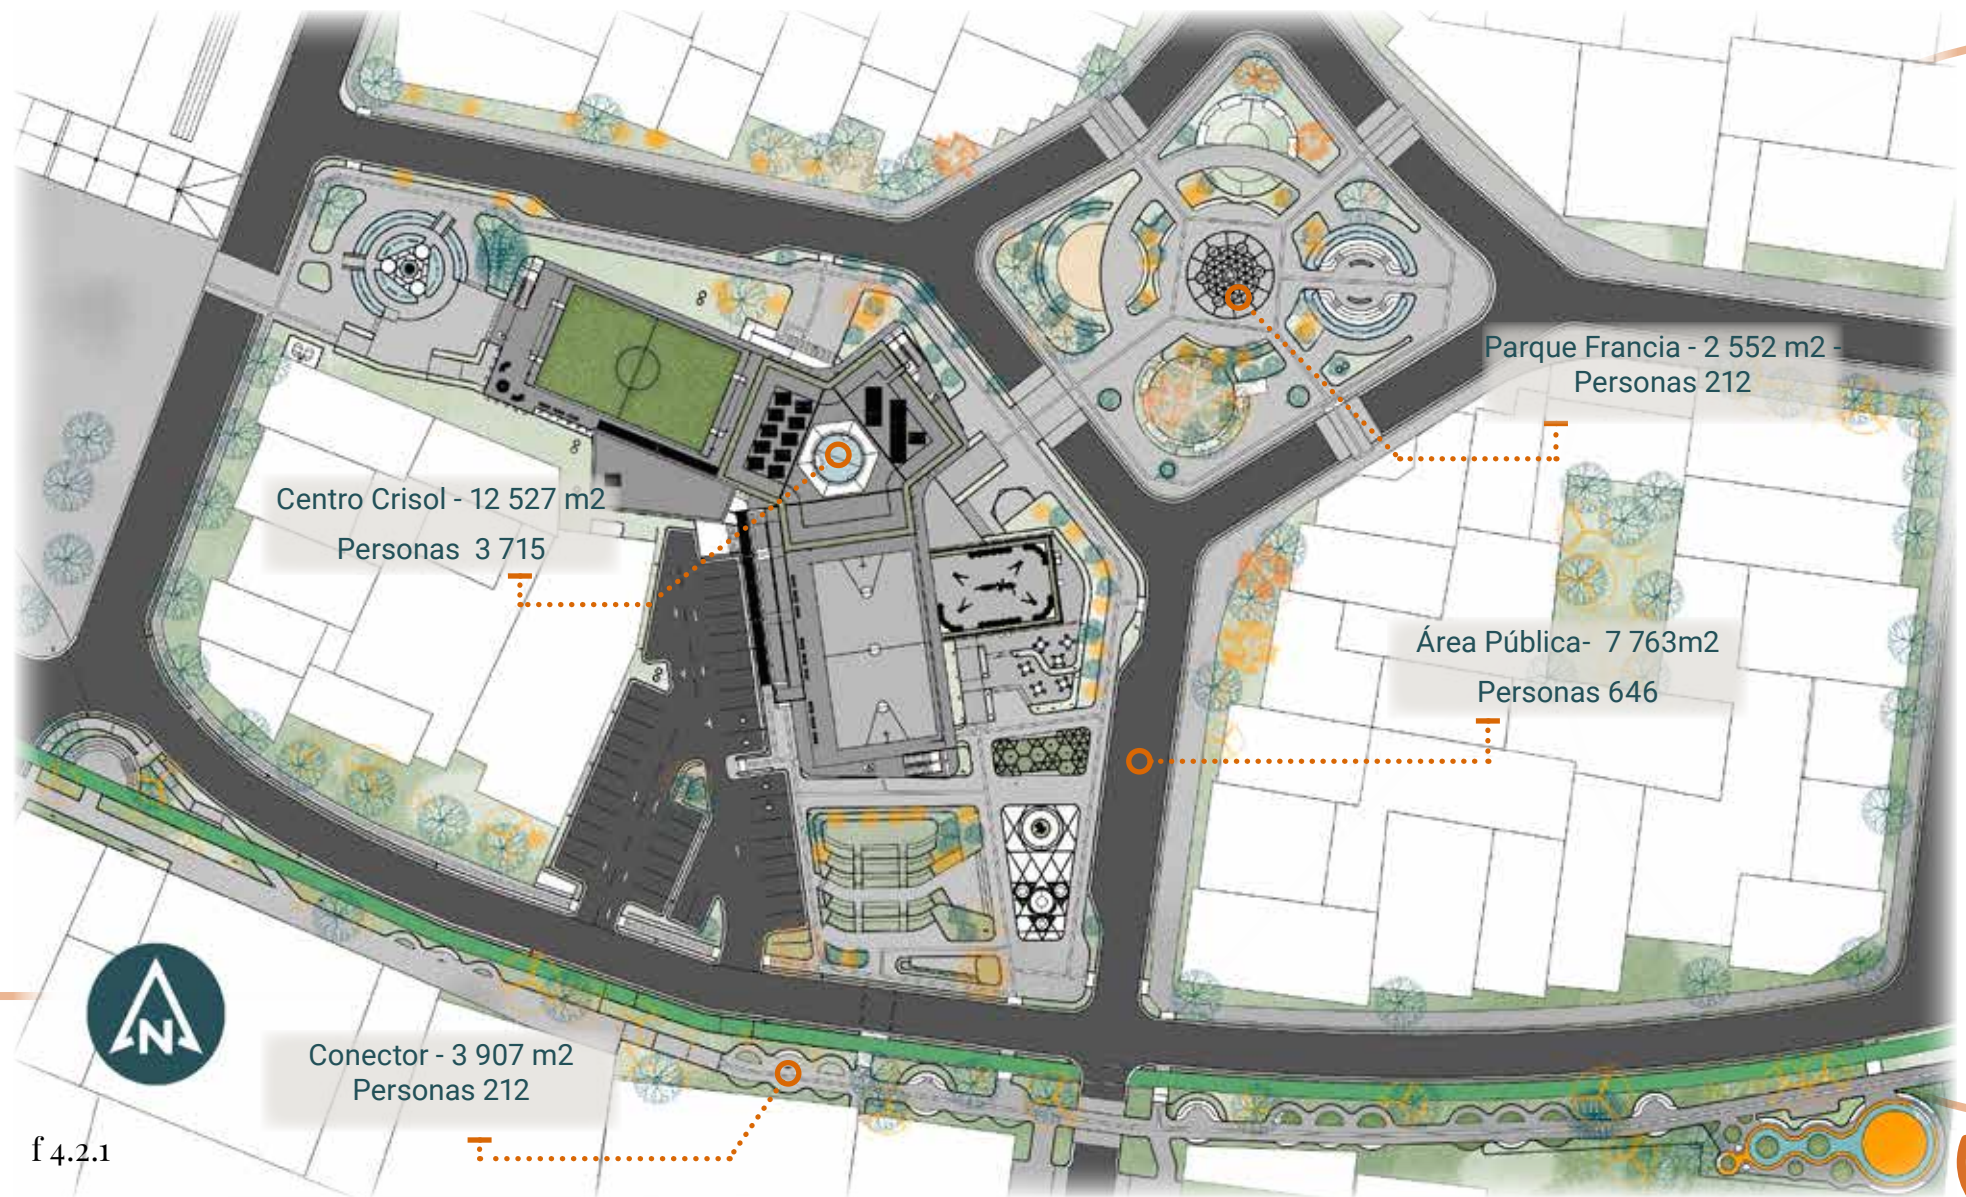 Parque Francia - 2 552 m2 -
Personas 212
Centro Crisol - 12 527 m2
Personas 3 715
Área Pública- 7 763m2
Personas 646
N
Conector - 3 907 m2
Personas 212
f 4.2.1